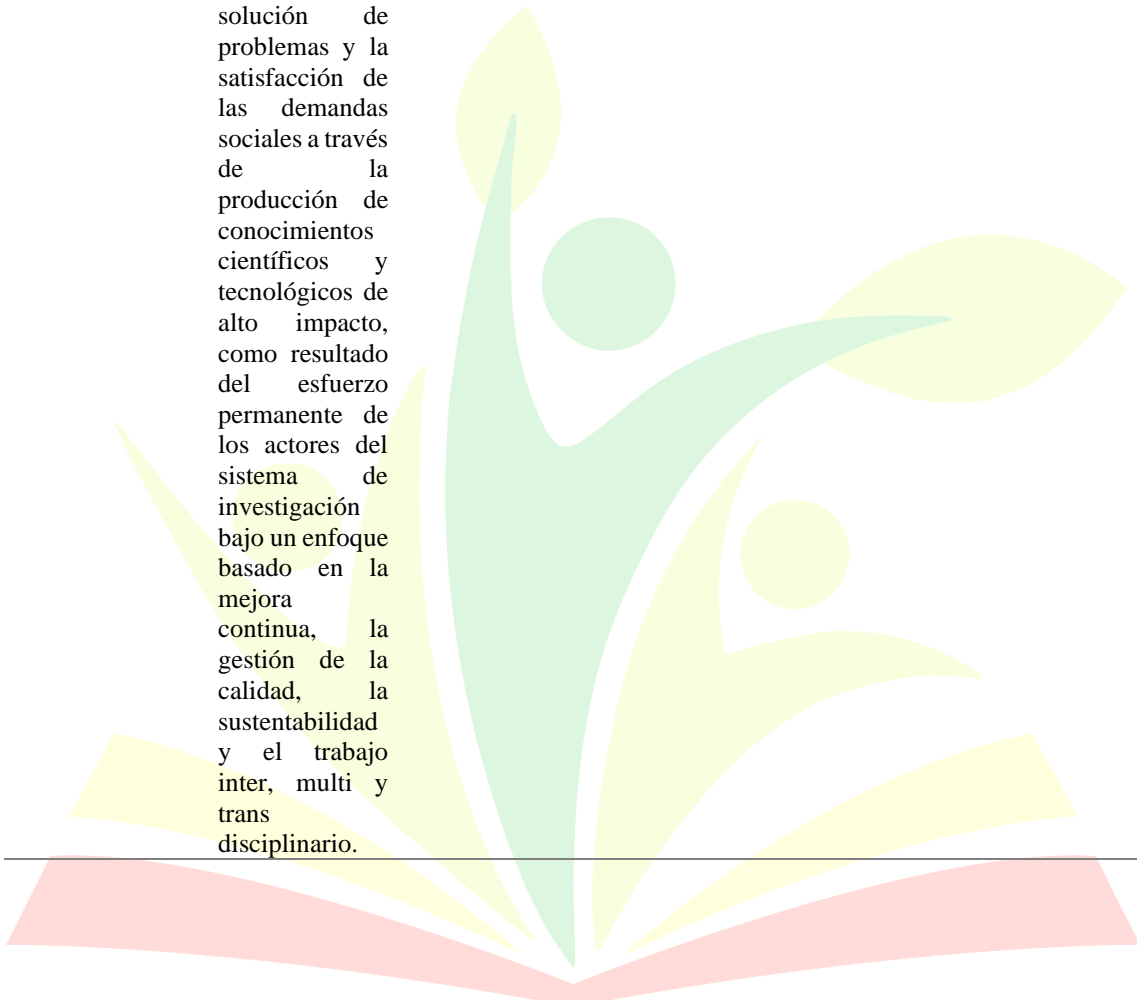 solución de
problemas y la
satisfacción de
las demandas
sociales a través
de la
producción de
conocimientos
científicos y
tecnológicos de
alto impacto,
como resultado
del esfuerzo
permanente de
los actores del
sistema de
investigación
bajo un enfoque
basado en la
mejora
continua, la
gestión de la
calidad, la
sustentabilidad
y el trabajo
inter, multi y
trans
disciplinario.